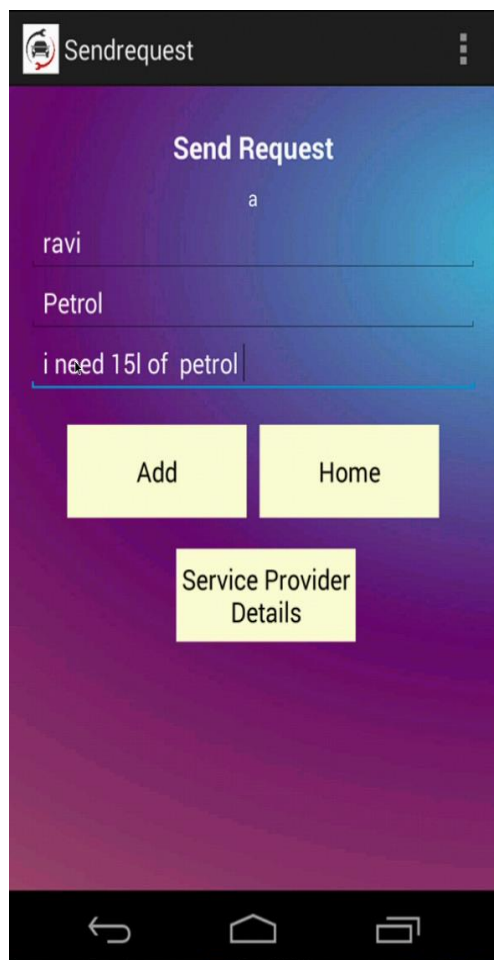 Sendrequest
Send Request
a
ravi
Petrol
i need 15l of  petrol
Add
Home
Service Provider
Details